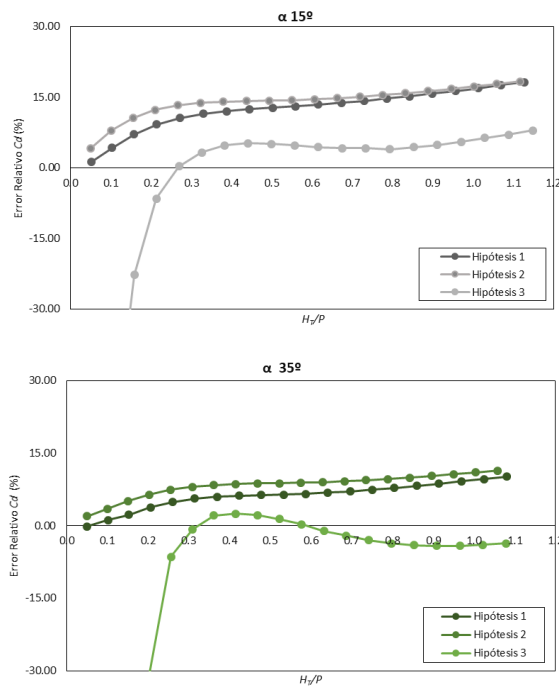 α 15º
30.00
15.00
0.00
-15.00
-30.00
0.0 0.1 0.2 0.3 0.4 0.5 0.6 0.7 0.8 0.9 1.0 1.1 1.2
Error Relativo Cd (%)
Hipótesis 1
Hipótesis 2
Hipótesis 3
H_T/P
α 35º
30.00
15.00
0.00
-15.00
-30.00
0.0 0.1 0.2 0.3 0.4 0.5 0.6 0.7 0.8 0.9 1.0 1.1 1.2
Error Relativo Cd (%)
Hipótesis 1
Hipótesis 2
Hipótesis 3
H_T/P